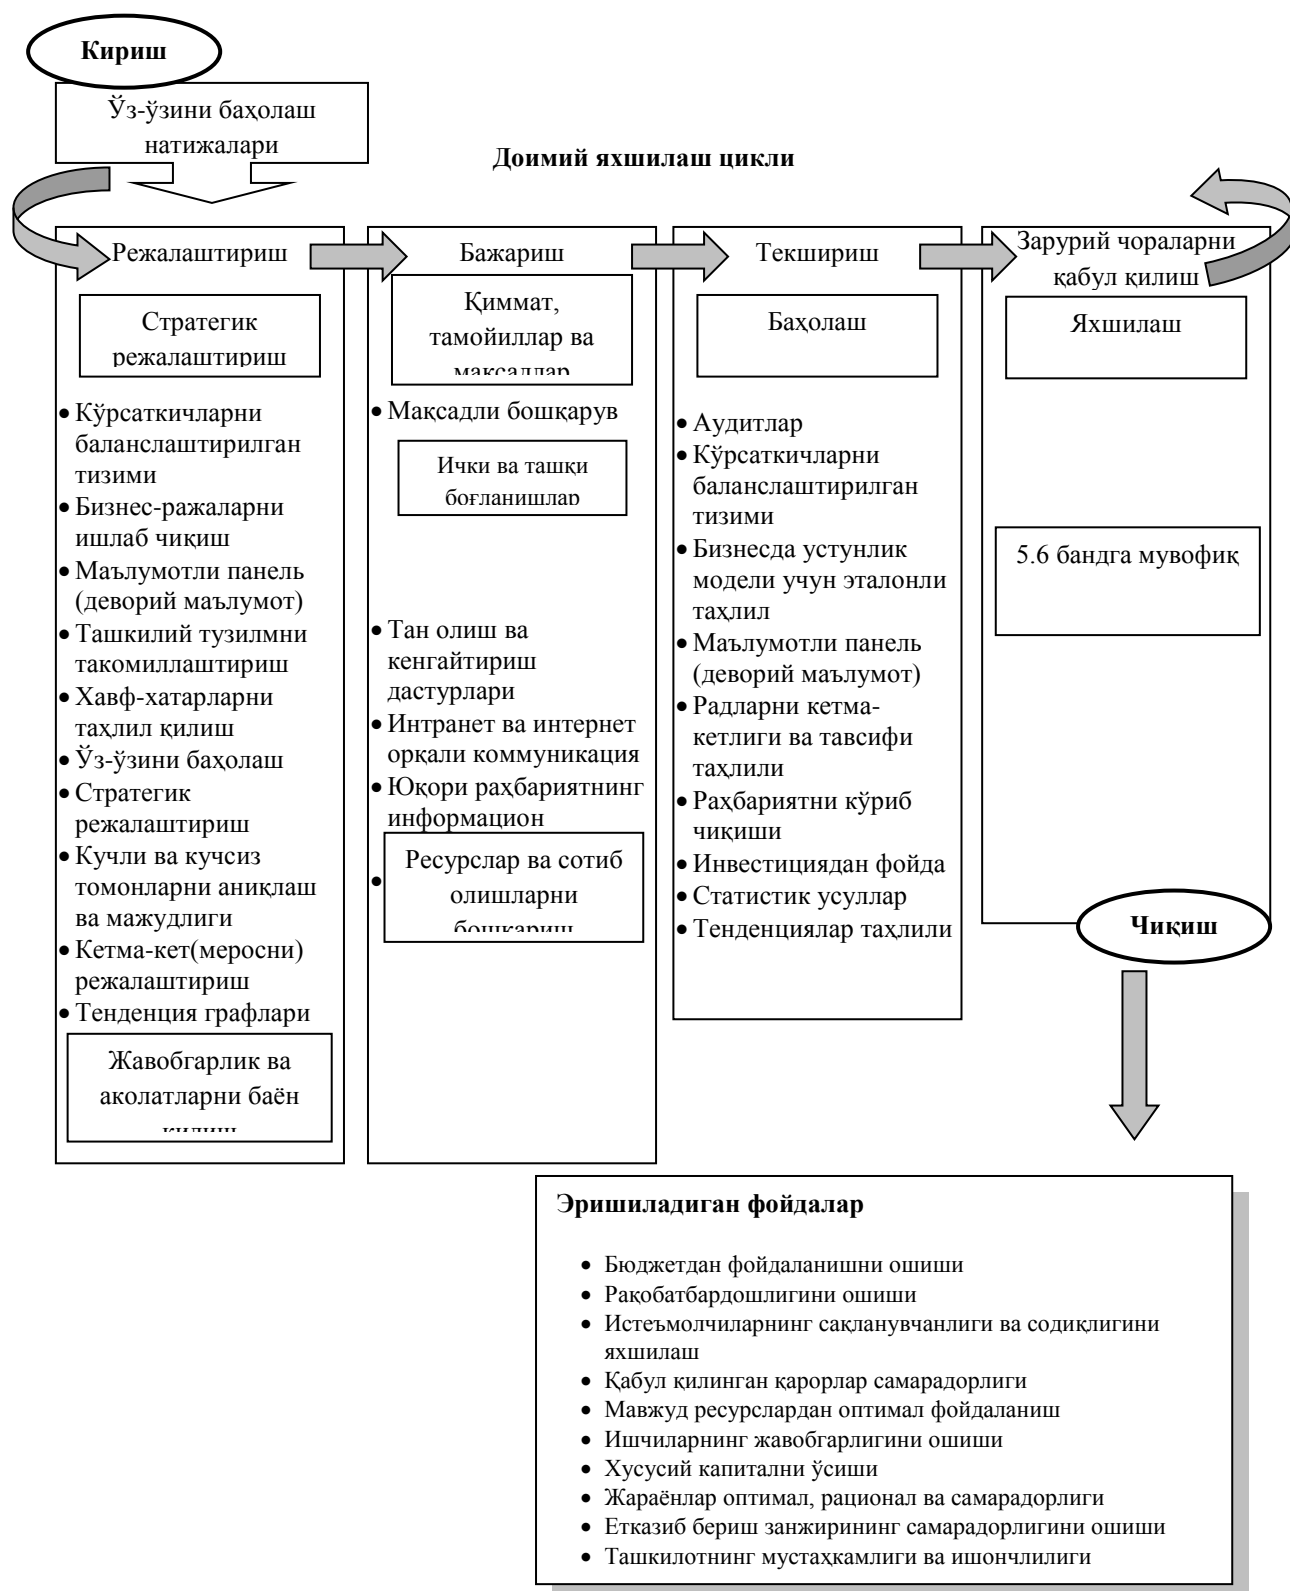 Кириш
Ўз-ўзини баҳолаш
натижалари
Доимий яхшилаш цикли
Режалаштириш
Стратегик
режалаштириш
• Кўрсаткичларни
баланслаштирилган
тизими
• Бизнес-ражаларни
ишлаб чиқиш
• Маълумотли панель
(деворий маълумот)
• Ташкилий тузилмни
такомиллаштириш
• Хавф-хатарларни
таҳлил қилиш
• Ўз-ўзини баҳолаш
• Стратегик
режалаштириш
• Кучли ва кучсиз
томонларни аниқлаш
ва мажудлиги
• Кетма-кет(меросни)
режалаштириш
• Тенденция графлари
Жавобгарлик ва
аколатларни баён
қилиш
Бажариш
Қиммат,
тамойиллар ва
мақсадлар
• Мақсадли бошқарув
Ички ва ташқи
боғланишлар
• Тан олиш ва
кенгайтириш
дастурлари
• Интранет ва интернет
орқали коммуникация
• Юқори раҳбариятнинг
информацион
Ресурслар ва сотиб
олишларни
бошқариш
Текшириш
Баҳолаш
• Аудитлар
• Кўрсаткичларни
баланслаштирилган
тизими
• Бизнесда устунлик
модели учун эталонли
таҳлил
• Маълумотли панель
(деворий маълумот)
• Радларни кетма-
кетлиги ва тавсифи
таҳлили
• Раҳбариятни кўриб
чиқиши
• Инвестициядан фойда
• Статистик усуллар
• Тенденциялар таҳлили
Зарурий чораларни
қабул қилиш
Яхшилаш
5.6 бандга мувофиқ
Чиқиш
Эришиладиган фойдалар
• Бюджетдан фойдаланишни ошиши
• Рақобатбардошлигини ошиши
• Истеъмолчиларнинг сақланувчанлиги ва содиқлигини
яхшилаш
• Қабул қилинган қарорлар самарадорлиги
• Мавжуд ресурслардан оптимал фойдаланиш
• Ишчиларнинг жавобгарлигини ошиши
• Хусусий капитални ўсиши
• Жараёнлар оптимал, рационал ва самарадорлиги
• Етказиб бериш занжирининг самарадорлигини ошиши
• Ташкилотнинг мустаҳкамлиги ва ишончлилиги